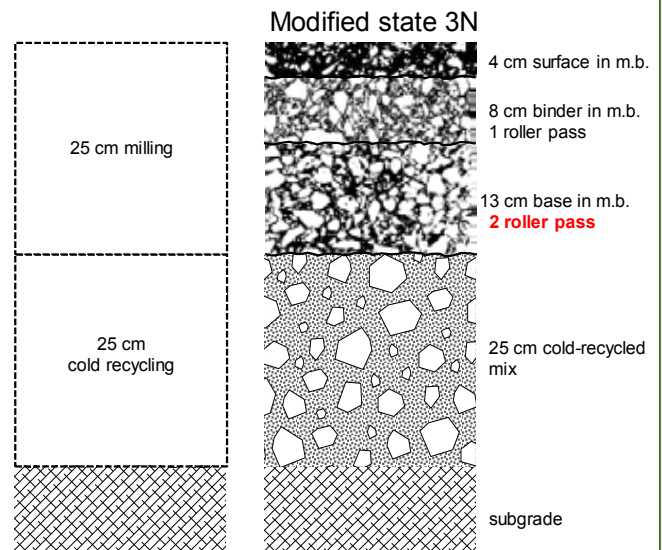 Modified state 3N
4 cm surface in m.b.
8 cm binder in m.b.
1 roller pass
25 cm milling
13 cm base in m.b.
2 roller pass
25 cm
cold recycling
25 cm cold-recycled
mix
subgrade